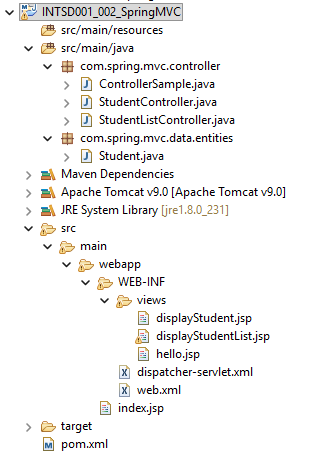 INTSD001_002_SpringMVC
src/main/resources
src/main/java
com.spring.mvc.controller
ControllerSample.java
StudentController.java
StudentListController.java
com.spring.mvc.data.entities
Student.java
Maven Dependencies
Apache Tomcat v9.0 [Apache Tomcat v9.0]
JRE System Library [jre1.8.0_231]
src
main
webapp
WEB-INF
views
displayStudent.jsp
displayStudentList.jsp
hello.jsp
dispatcher-servlet.xml
web.xml
index.jsp
target
pom.xml